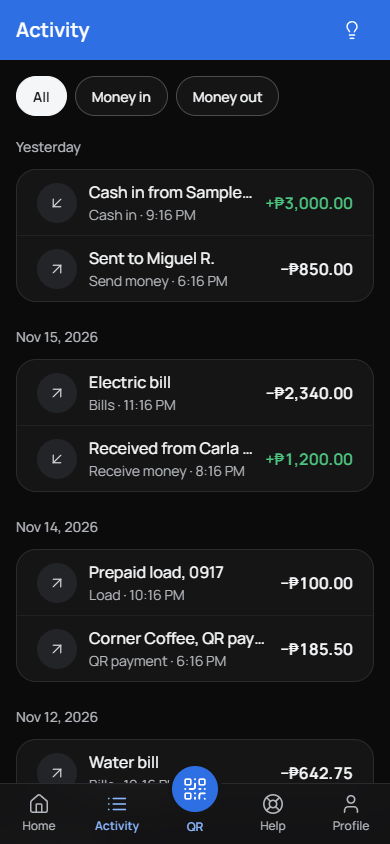 Activity
All
Money in
Money out
Yesterday
Cash in from Sample...
+₱3,000.00
Cash in · 9:16 PM
Sent to Miguel R.
−₱850.00
Send money · 6:16 PM
Nov 15, 2026
Electric bill
−₱2,340.00
Bills · 11:16 PM
Received from Carla ...
+₱1,200.00
Receive money · 8:16 PM
Nov 14, 2026
Prepaid load, 0917
−₱100.00
Load · 10:16 PM
Corner Coffee, QR pay...
−₱185.50
QR payment · 6:16 PM
Nov 12, 2026
Water bill
−₱642.75
Home
Activity
QR
Help
Profile